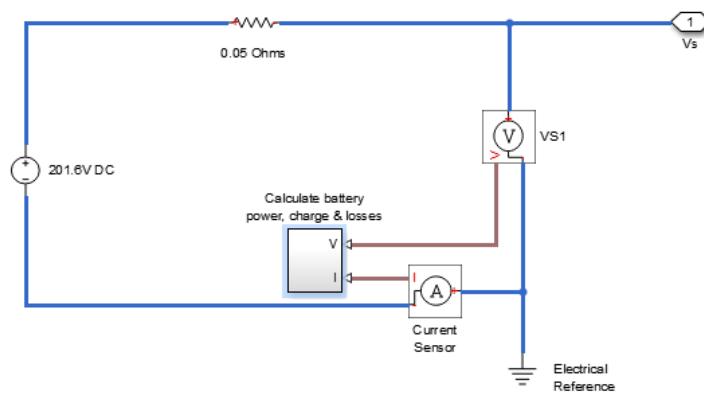 1
Vs
0.05 Ohms
V
VS1
V
201.6V DC
Calculate battery
power, charge & losses
V
I
I
A
Current
Sensor
Electrical
Reference